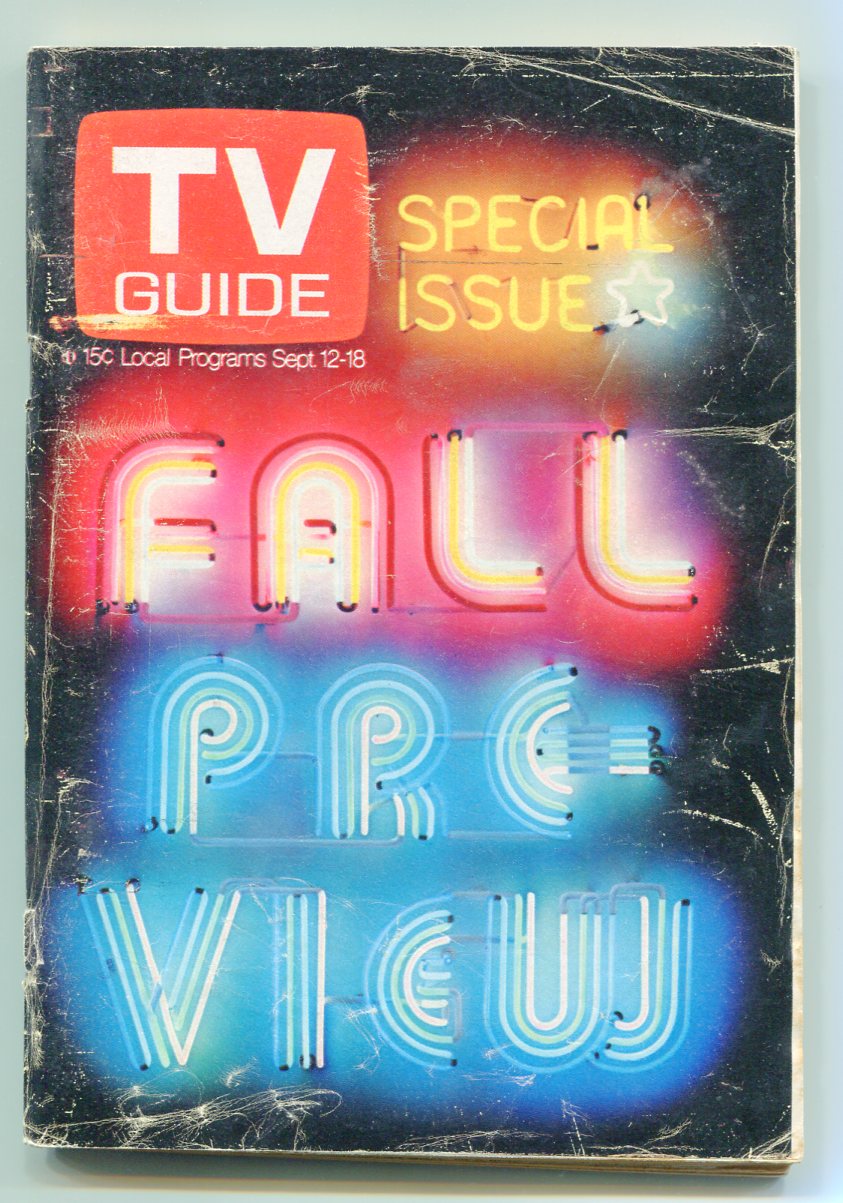 TV
GUIDE
15¢ Local Programs Sept. 12-18
SPECIAL
ISSUE
FALL
PRE
VIEW